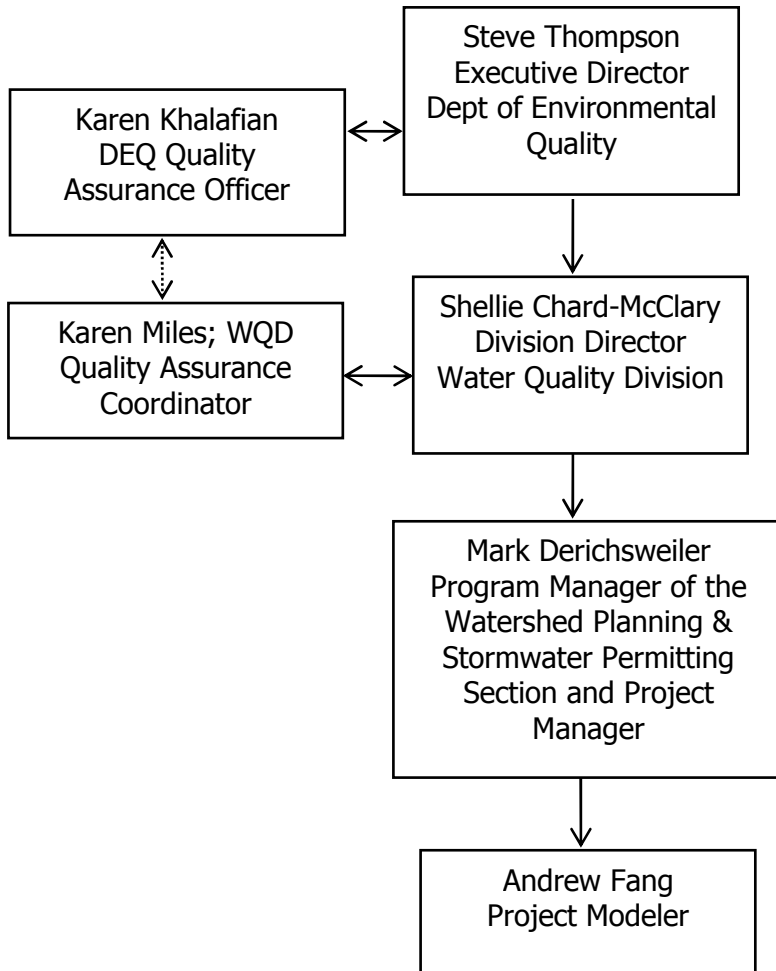 Steve Thompson
Executive Director
Dept of Environmental
Quality
Karen Khalafian
DEQ Quality
Assurance Officer
Karen Miles; WQD
Quality Assurance
Coordinator
Shellie Chard-McClary
Division Director
Water Quality Division
Mark Derichsweiler
Program Manager of the
Watershed Planning &
Stormwater Permitting
Section and Project
Manager
Andrew Fang
Project Modeler